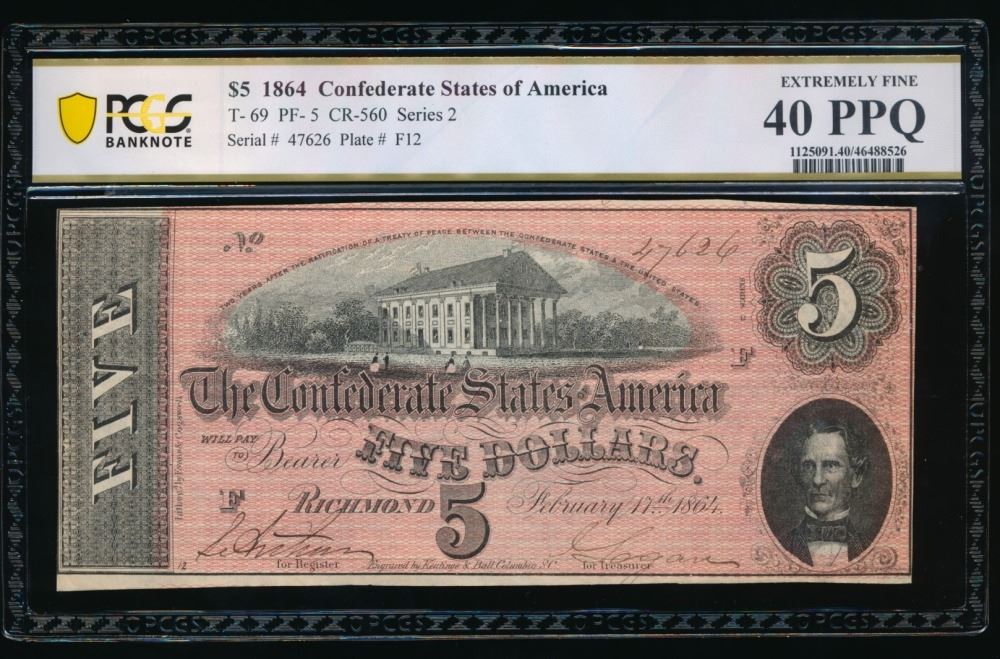 PCGS BANKNOTE
$5 1864 Confederate States of America
T- 69 PF- 5 CR-560 Series 2
Serial # 47626 Plate # F12
EXTREMELY FINE
40 PPQ
1125091.40/46488526
FIVE
No 47626
TWO YEARS AFTER THE RATIFICATION OF A TREATY OF PEACE BETWEEN THE CONFEDERATE STATES & THE UNITED STATES
5
F
The Confederate States of America
WILL PAY
TO Bearer FIVE DOLLARS.
F RICHMOND 5 February 17th 1864.
for Register
Engraved by Keatinge & Ball, Columbia, S.C.
for Treasurer
12